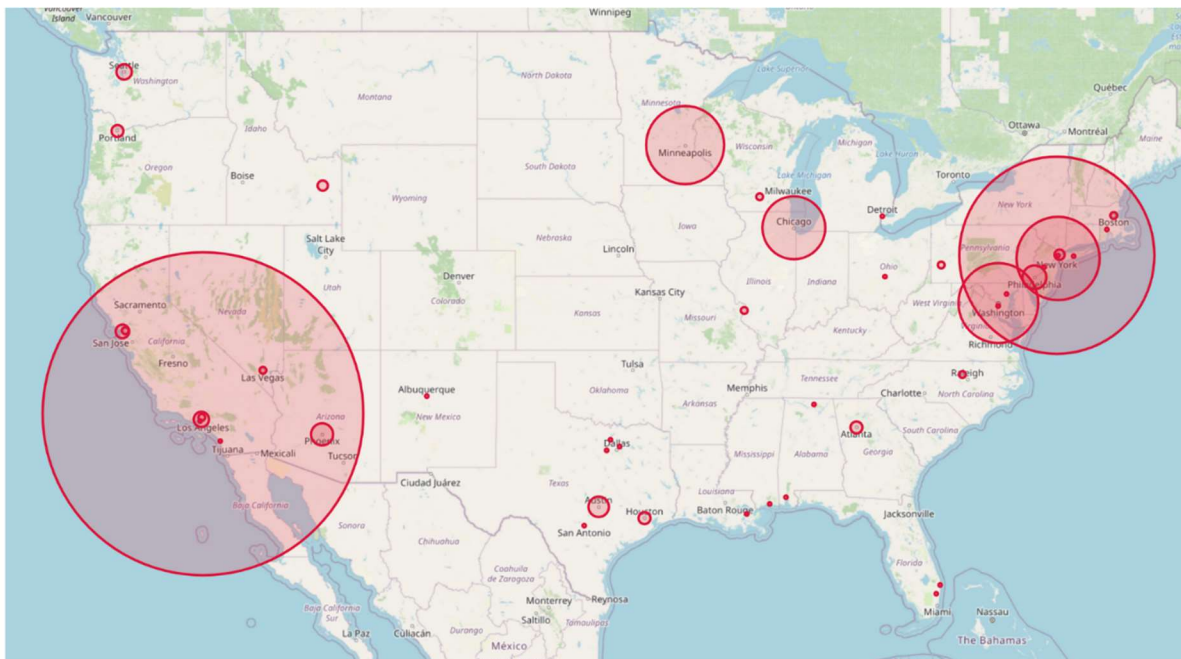 Vancouver
Island
Vancouver
Winnipeg
Seattle
Washington
Montana
North Dakota
Minnesota
Lake Superior
Québec
Ottawa
Montréal
Maine
Portland
Oregon
Idaho
Boise
Wyoming
South Dakota
Minneapolis
Wisconsin
Michigan
Lake Huron
Toronto
Lake Michigan
Milwaukee
Detroit
New York
Boston
Salt Lake
City
Nebraska
Iowa
Chicago
Lincoln
Pennsylvania
New York
Sacramento
Nevada
Utah
Denver
Colorado
Kansas City
Kansas
Missouri
Illinois
Indiana
Ohio
West Virginia
Philadelphia
Washington
Virginia
Richmond
San Jose
California
Fresno
Las Vegas
Kentucky
Albuquerque
New Mexico
Tulsa
Oklahoma
Memphis
Tennessee
Arkansas
Raleigh
Charlotte
North Carolina
Los Angeles
Arizona
Phoenix
Tijuana
Mexicali
Tucson
Dallas
Mississippi
Alabama
Atlanta
Georgia
South Carolina
Ciudad Juárez
Texas
Baja California
Sonora
Chihuahua
Austin
Houston
San Antonio
Louisiana
Baton Rouge
Jacksonville
Florida
Coahuila
de Zaragoza
Monterrey
Reynosa
Saltillo
Tamaulipas
Miami
Nassau
The Bahamas
Baja California
Sur
La Paz
Culiacán
Durango
México